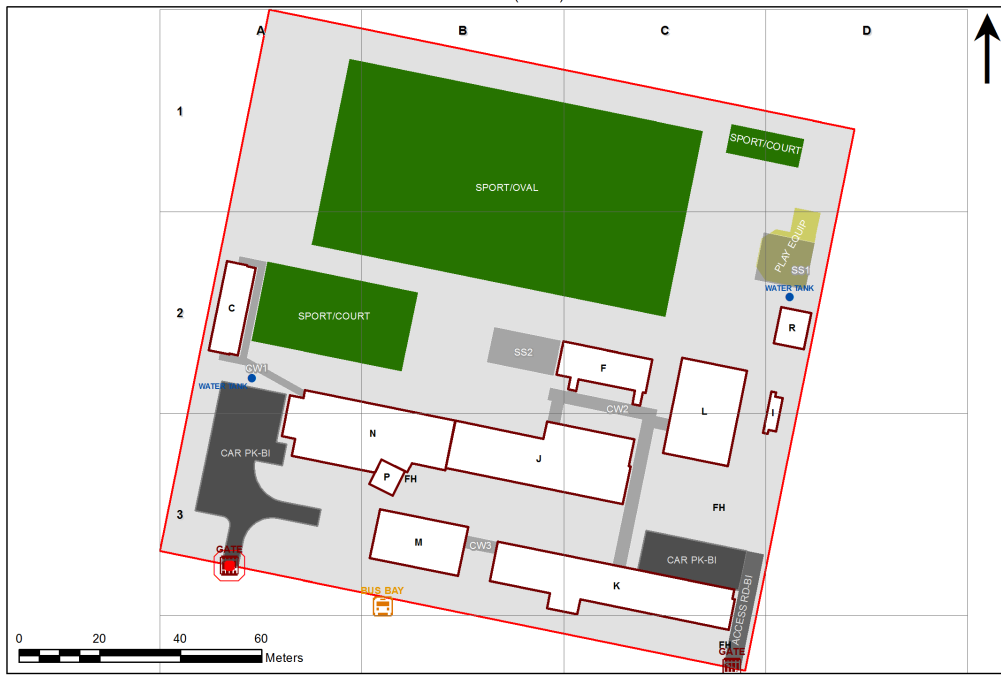 A
B
C
D
1
SPORT/COURT
SPORT/OVAL
PLAY EQUIP
SS1
WATER TANK
C
2
SPORT/COURT
R
SS2
F
CW1
WATER TANK
CW2
L
I
N
J
CAR PK-BI
P
FH
FH
3
M
CW3
GATE
CAR PK-BI
K
BUS BAY
ACCESS RD-BI
FH
GATE
0
20
40
60
Meters